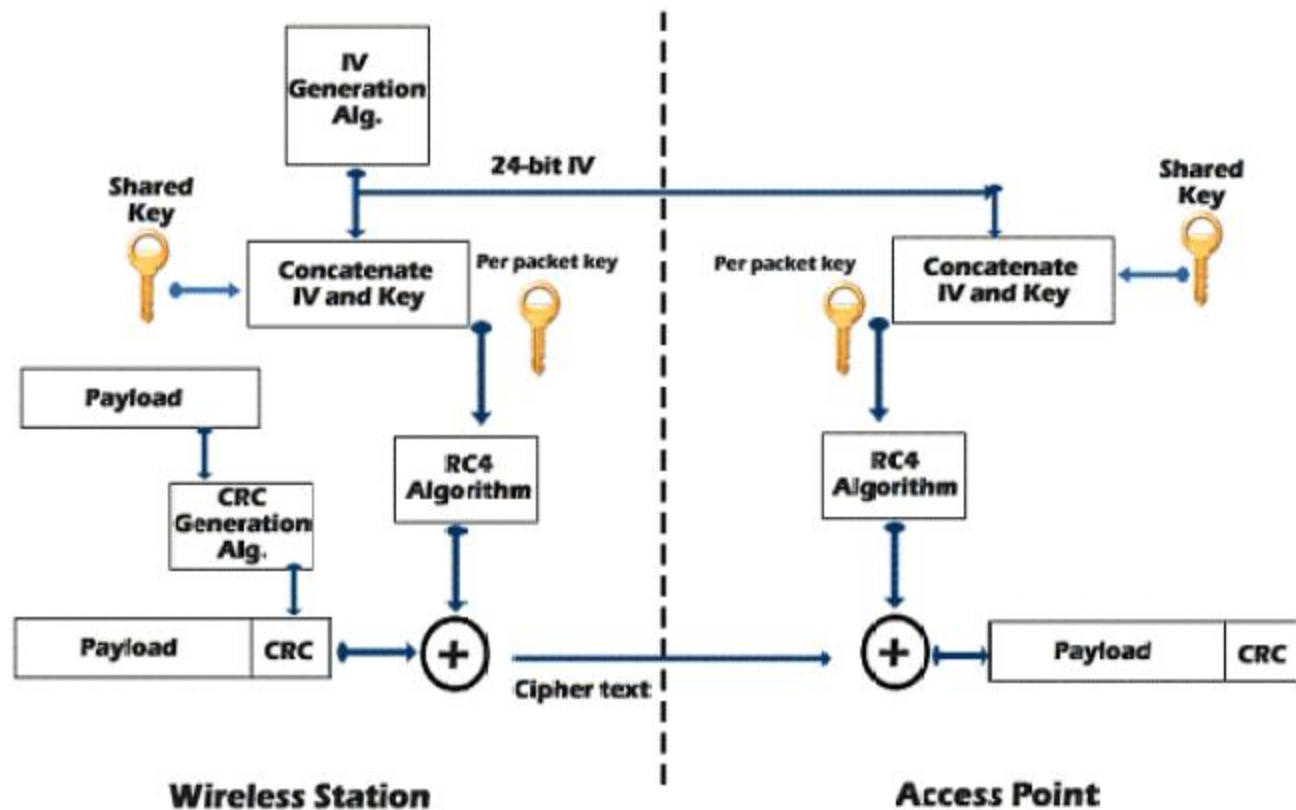 IV
Generation
Alg.
24-bit IV
Shared
Key
Shared
Key
Concatenate
IV and Key
Per packet key
Per packet key
Concatenate
IV and Key
Payload
RC4
Algorithm
RC4
Algorithm
CRC
Generation
Alg.
Payload
CRC
+
Cipher text
+
Payload
CRC
Wireless Station
Access Point